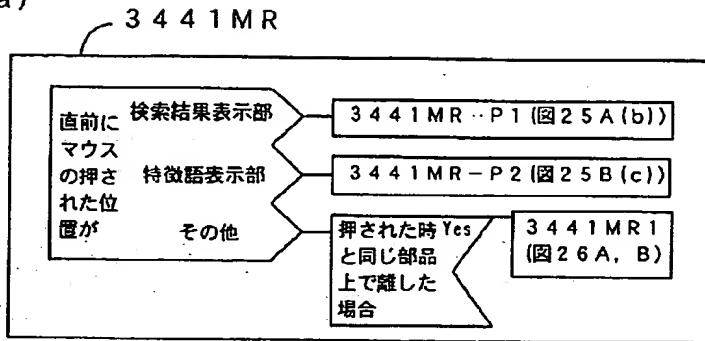 a)
3441MR
直前に
マウス
の押さ
れた位
置が
検索結果表示部
3441MR‥P1(図25A(b))
特徴語表示部
3441MR－P2(図25B(c))
その他
押された時 Yes
と同じ部品
上で離した
場合
3441MR1
(図26A, B)